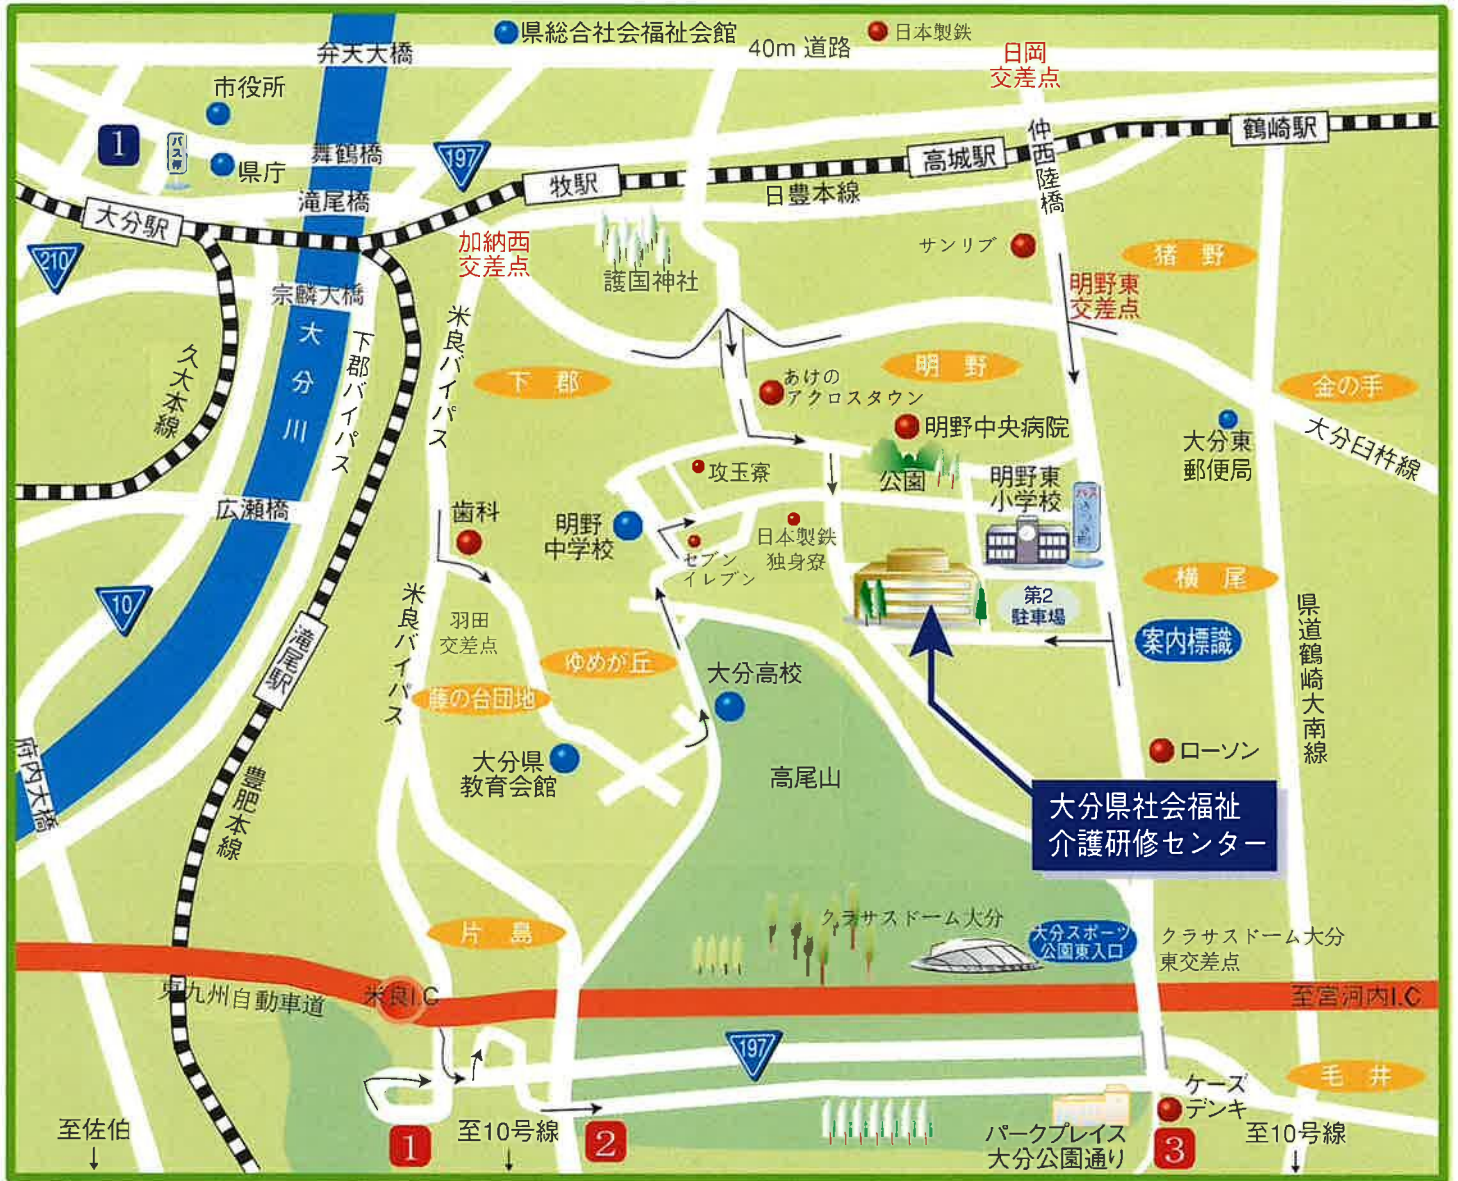 県総合社会福祉会館
日本製鉄
弁天大橋
40m 道路
日岡
交差点
市役所
1
バス停
県庁
舞鶴橋
197
滝尾橋
牧駅
高城駅
鶴崎駅
仲西陸橋
日豊本線
大分駅
210
加納西
交差点
護国神社
サンリブ
猪野
明野東
交差点
宗麟大橋
大分川
下郡バイパス
米良バイパス
久大本線
下郡
明野
あけの
アクロスタウン
金の手
明野中央病院
大分東
郵便局
大分臼杵線
攻玉寮
公園
明野東
小学校
広瀬橋
歯科
明野
中学校
セブン
イレブン
日本製鉄
独身寮
10
米良バイパス
羽田
交差点
第2
駐車場
横尾
案内標識
県道鶴崎大南線
滝尾駅
ゆめが丘
藤の台団地
大分高校
大分県
教育会館
高尾山
ローソン
府内大橋
豊肥本線
大分県社会福祉
介護研修センター
片島
クラサスドーム大分
大分スポーツ
公園東入口
クラサスドーム大分
東交差点
東九州自動車道
米良I.C
至宮河内I.C
197
毛井
ケーズ
デンキ
至佐伯
1
至10号線
2
パークプレイス
大分公園通り
3
至10号線